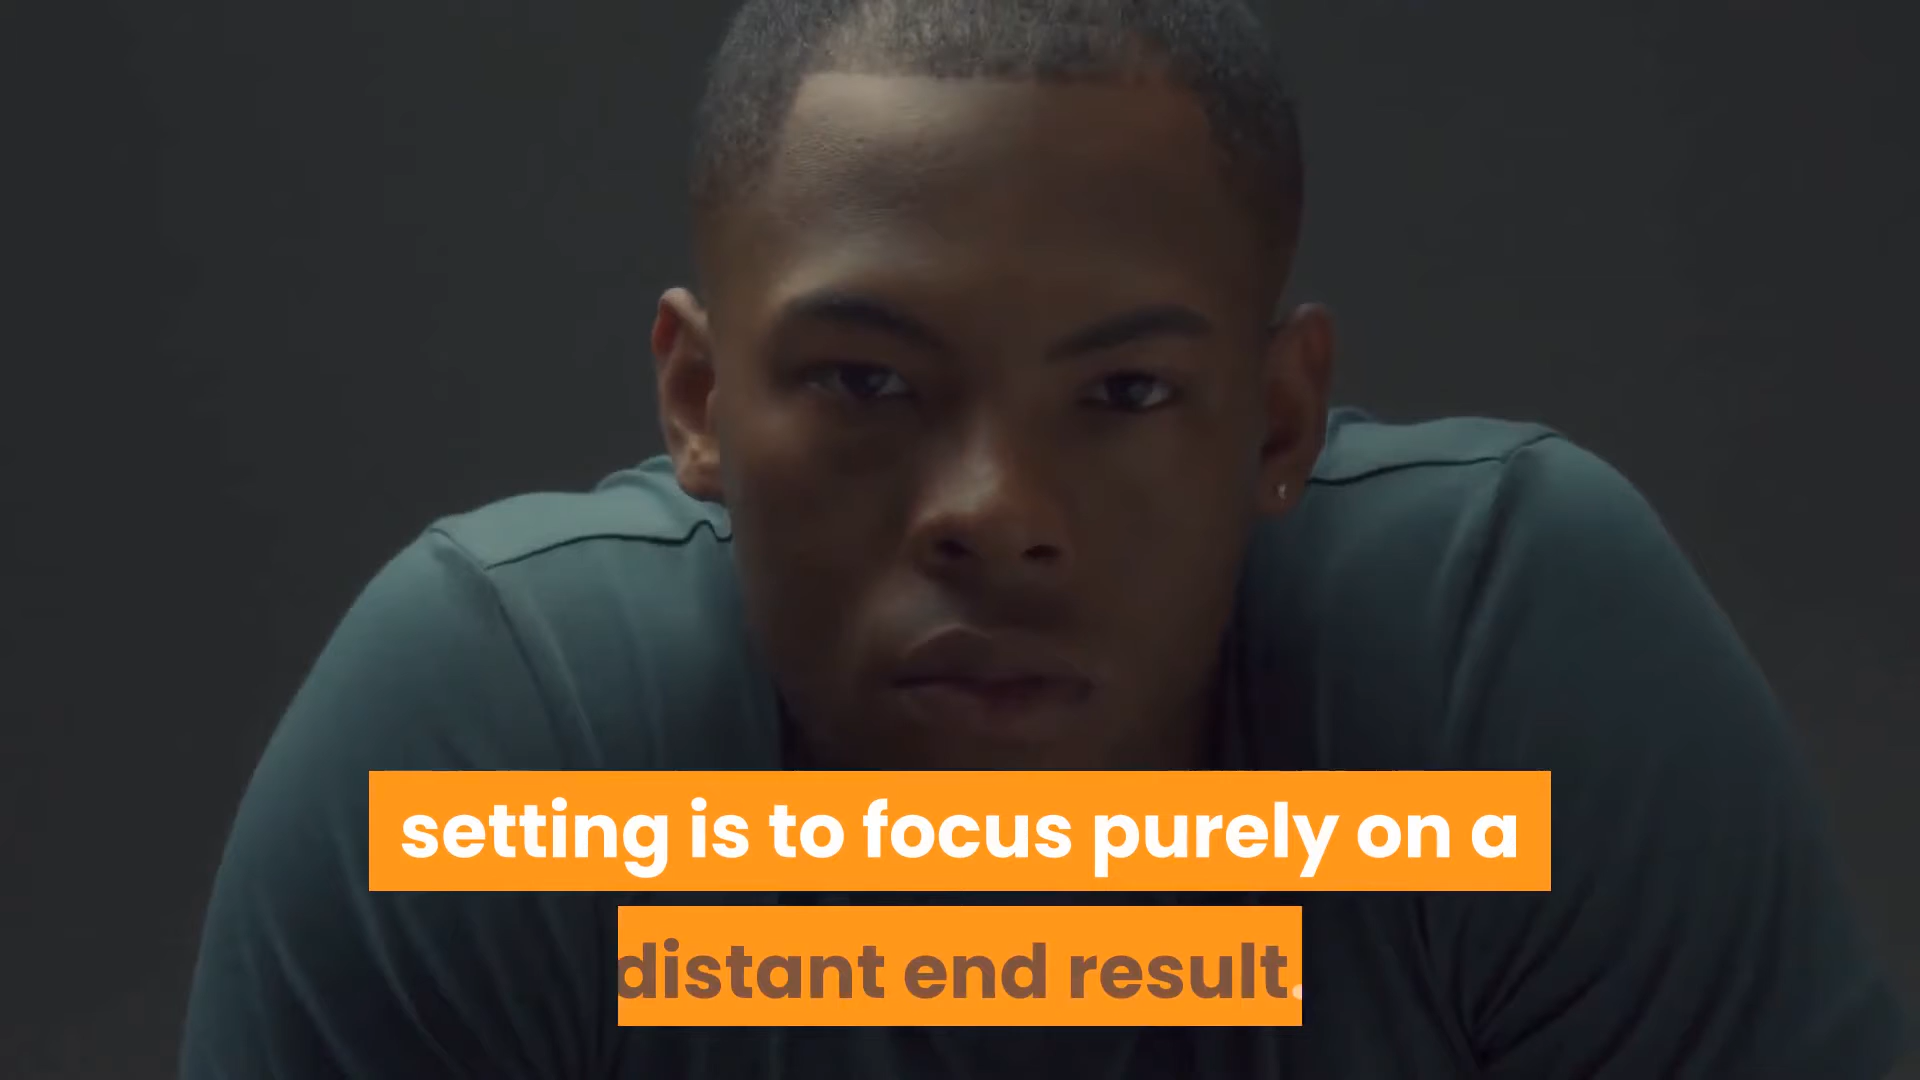 setting is to focus purely on a
distant end result.